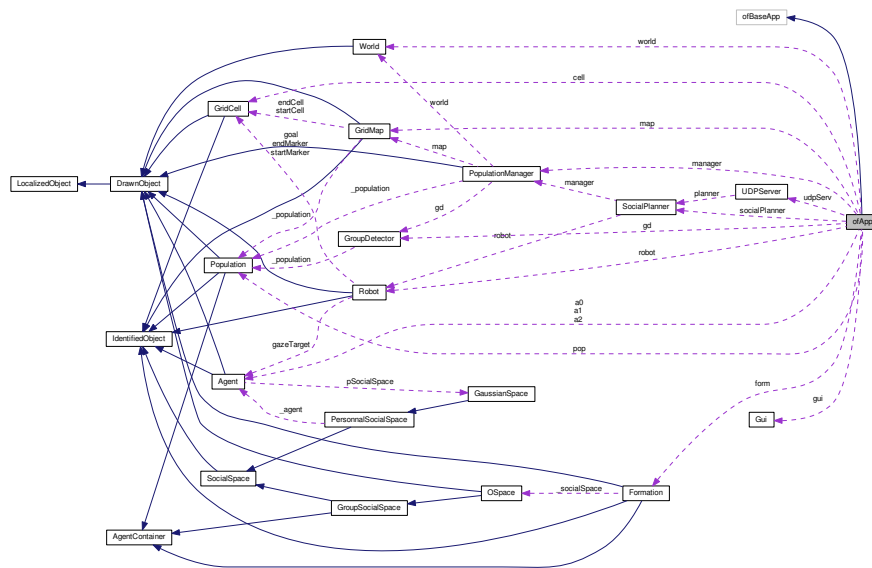 ofBaseApp
World
world
cell
GridCell
endCell
startCell
world
GridMap
map
goal
endMarker
startMarker
map
PopulationManager
manager
LocalizedObject
DrawnObject
_population
manager
planner
UDPServer
udpServ
SocialPlanner
socialPlanner
_population
gd
ofApp
gd
GroupDetector
robot
robot
_population
Population
Robot
a0
a1
a2
IdentifiedObject
gazeTarget
pop
Agent
pSocialSpace
GaussianSpace
form
gui
_agent
PersonnalSocialSpace
Gui
SocialSpace
OSpace
_socialSpace
Formation
GroupSocialSpace
AgentContainer